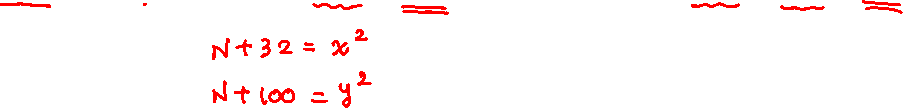 N + 32 = x²
N + 100 = y²